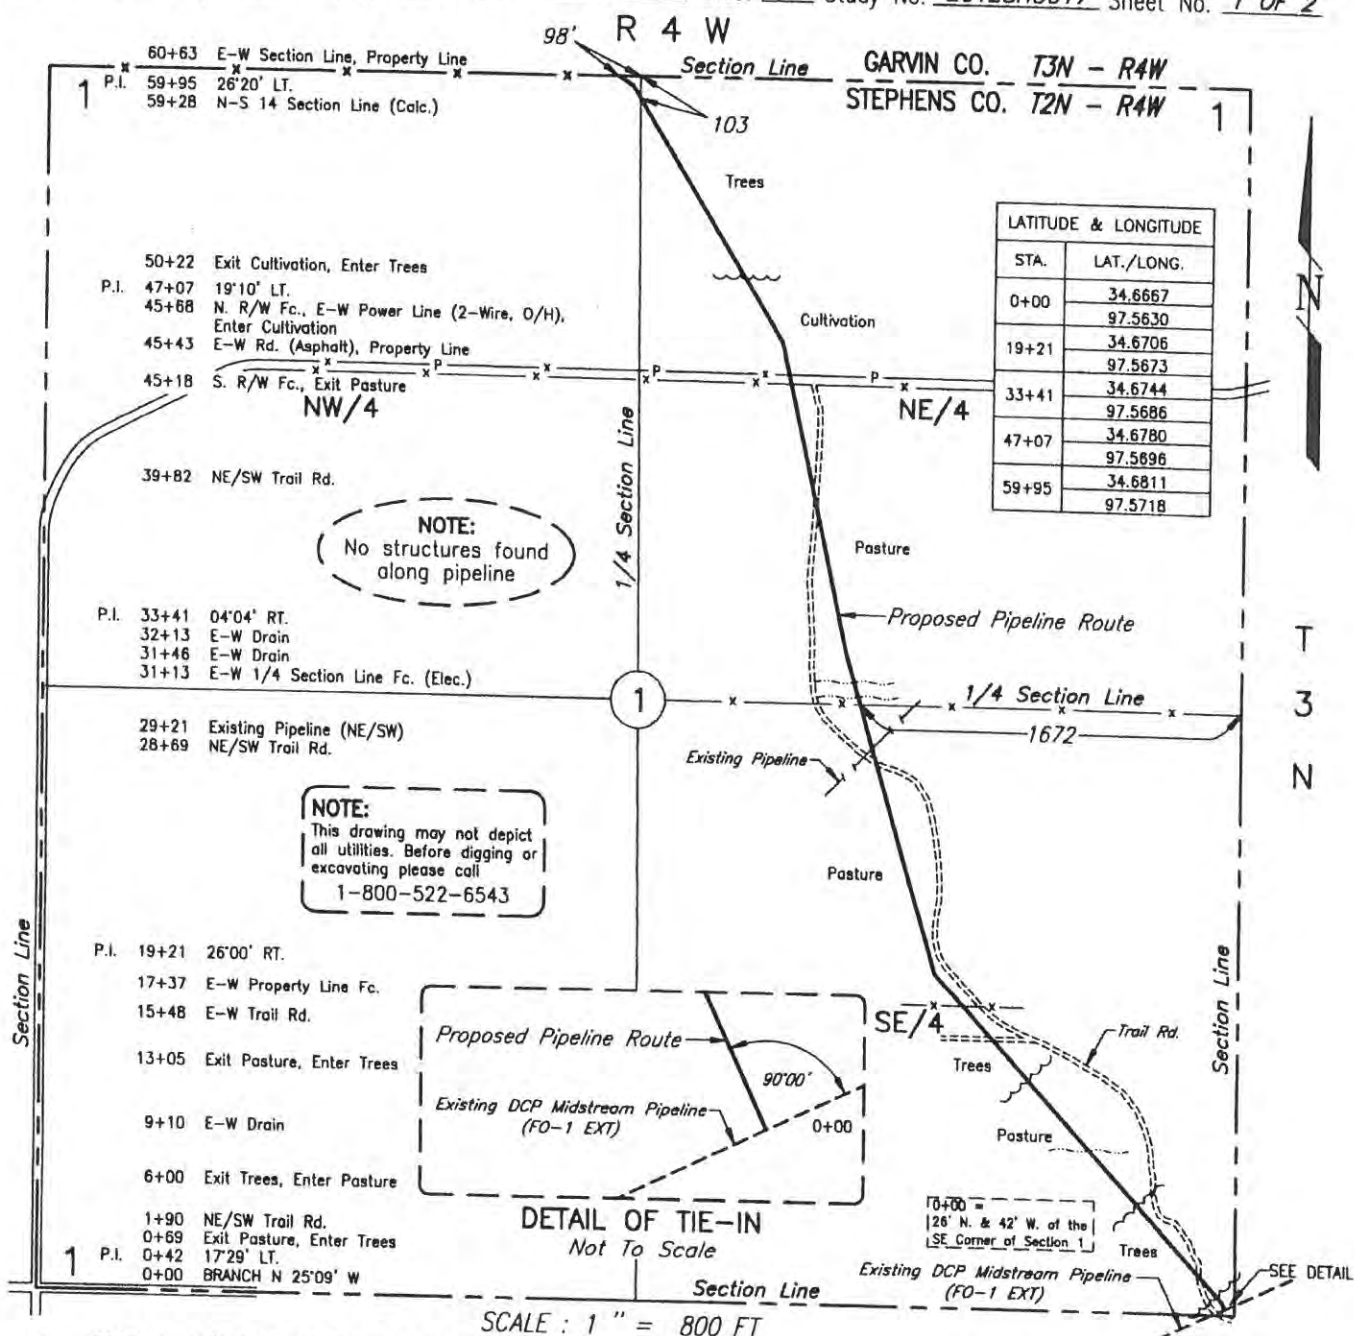 Study No. Sheet No. 1 OF 2
R 4 W
98'
103
Section Line
GARVIN CO. T3N - R4W
STEPHENS CO. T2N - R4W
1
1
60+63 E-W Section Line, Property Line
P.I. 59+95 26°20' LT.
59+28 N-S 14 Section Line (Calc.)
Trees
LATITUDE & LONGITUDE
STA. LAT./LONG.
0+00 34.6667
97.5630
19+21 34.6706
97.5673
33+41 34.6744
97.5686
47+07 34.6780
97.5696
59+95 34.6811
97.5718
N
50+22 Exit Cultivation, Enter Trees
P.I. 47+07 19°10' LT.
45+68 N. R/W Fc., E-W Power Line (2-Wire, O/H),
Enter Cultivation
45+43 E-W Rd. (Asphalt), Property Line
45+18 S. R/W Fc., Exit Pasture
Cultivation
P P P
NW/4
NE/4
1/4 Section Line
39+82 NE/SW Trail Rd.
NOTE:
No structures found
along pipeline
Pasture
Proposed Pipeline Route
P.I. 33+41 04°04' RT.
32+13 E-W Drain
31+46 E-W Drain
31+13 E-W 1/4 Section Line Fc. (Elec.)
T
3
N
1
1/4 Section Line
1672
29+21 Existing Pipeline (NE/SW)
28+69 NE/SW Trail Rd.
Existing Pipeline
NOTE:
This drawing may not depict
all utilities. Before digging or
excavating please call
1-800-522-6543
Pasture
Section Line
Section Line
P.I. 19+21 26°00' RT.
17+37 E-W Property Line Fc.
15+48 E-W Trail Rd.
13+05 Exit Pasture, Enter Trees
9+10 E-W Drain
6+00 Exit Trees, Enter Pasture
1+90 NE/SW Trail Rd.
0+69 Exit Pasture, Enter Trees
P.I. 0+42 17°29' LT.
0+00 BRANCH N 25°09' W
1
Proposed Pipeline Route
90°00'
Existing DCP Midstream Pipeline
(FO-1 EXT)
0+00
DETAIL OF TIE-IN
Not To Scale
SE/4
Trail Rd.
Trees
Pasture
0+00 =
26' N. & 42' W. of the
SE Corner of Section 1
Trees
Existing DCP Midstream Pipeline
(FO-1 EXT)
SEE DETAIL
Section Line
SCALE : 1 " = 800 FT